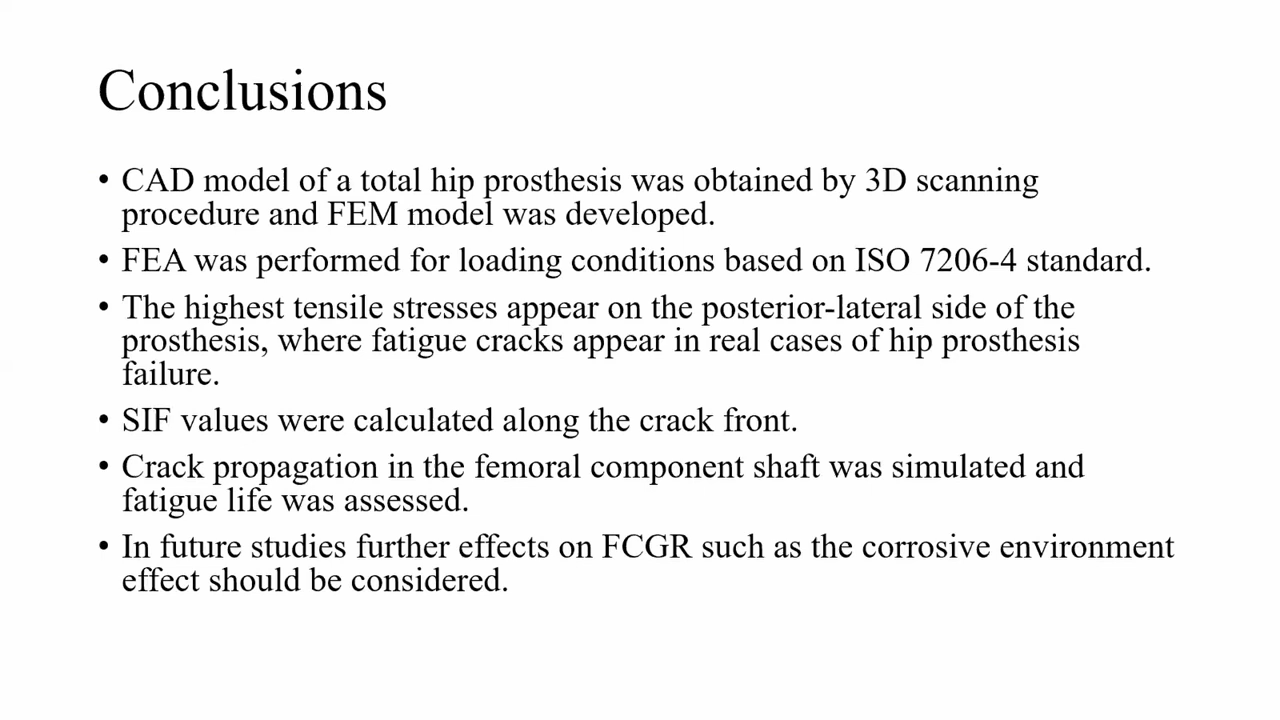 Conclusions
• CAD model of a total hip prosthesis was obtained by 3D scanning
procedure and FEM model was developed.
• FEA was performed for loading conditions based on ISO 7206-4 standard.
• The highest tensile stresses appear on the posterior-lateral side of the
prosthesis, where fatigue cracks appear in real cases of hip prosthesis
failure.
• SIF values were calculated along the crack front.
• Crack propagation in the femoral component shaft was simulated and
fatigue life was assessed.
• In future studies further effects on FCGR such as the corrosive environment
effect should be considered.